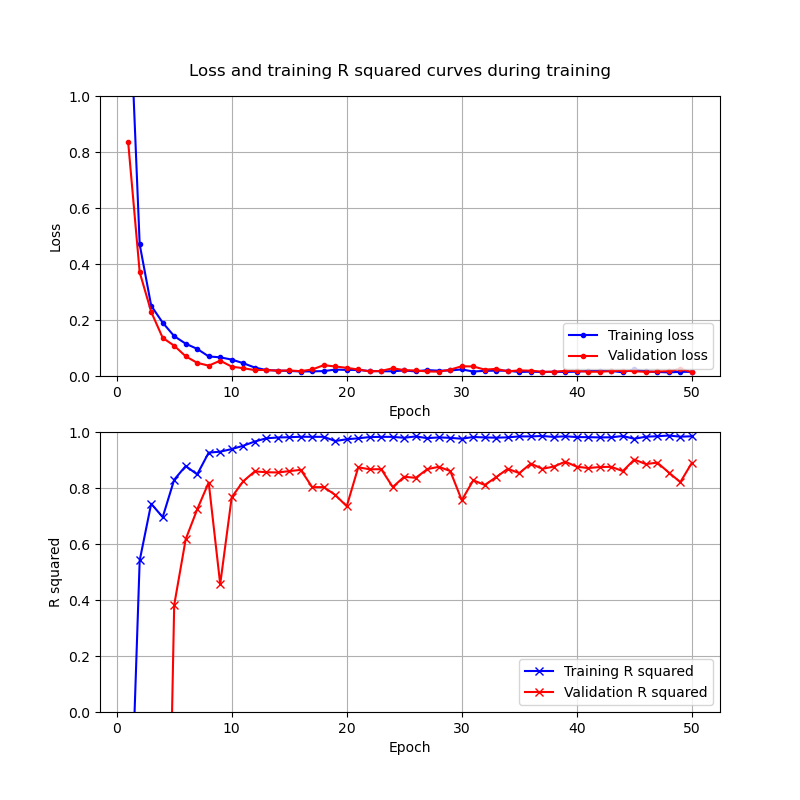 Loss and training R squared curves during training
1.0
0.8
0.6
0.4
0.2
0.0
Loss
Training loss
Validation loss
0 10 20 30 40 50
Epoch
1.0
0.8
0.6
0.4
0.2
0.0
R squared
Training R squared
Validation R squared
0 10 20 30 40 50
Epoch